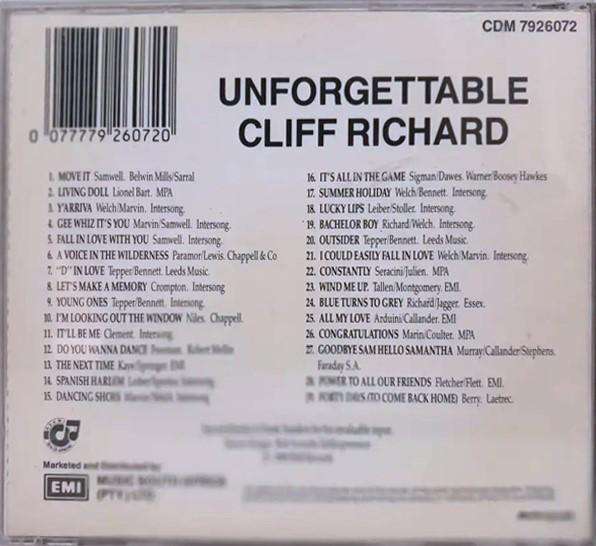 CDM 7926072
0 077779 260720
UNFORGETTABLE
CLIFF RICHARD
1. MOVE IT Samwell. Belwin Mills/Sarral
2. LIVING DOLL Lionel Bart. MPA
3. Y'ARRIVA Welch/Marvin. Intersong.
4. GEE WHIZ IT'S YOU Marvin/Samwell. Intersong.
5. FALL IN LOVE WITH YOU Samwell. Intersong.
6. A VOICE IN THE WILDERNESS Paramor/Lewis. Chappell & Co
7. "D" IN LOVE Tepper/Bennett. Leeds Music.
8. LET'S MAKE A MEMORY Crompton. Intersong
9. YOUNG ONES Tepper/Bennett. Intersong.
10. I'M LOOKING OUT THE WINDOW Niles. Chappell.
11. IT'LL BE ME Clement. Intersong
12. DO YOU WANNA DANCE
13. THE NEXT TIME
14. SPANISH HARLEM
15. DANCING SHOES
16. IT'S ALL IN THE GAME Sigman/Dawes. Warner/Boosey Hawkes
17. SUMMER HOLIDAY Welch/Bennett. Intersong.
18. LUCKY LIPS Leiber/Stoller. Intersong.
19. BACHELOR BOY Richard/Welch. Intersong.
20. OUTSIDER Tepper/Bennett. Leeds Music.
21. I COULD EASILY FALL IN LOVE Welch/Marvin. Intersong.
22. CONSTANTLY Seracini/Julien. MPA
23. WIND ME UP. Tallen/Montgomery. EMI.
24. BLUE TURNS TO GREY Richard/Jagger. Essex.
25. ALL MY LOVE Arduini/Callander. EMI
26. CONGRATULATIONS Marin/Coulter. MPA
27. GOODBYE SAM HELLO SAMANTHA Murray/Callander/Stephens.
Faraday S.A.
28. POWER TO ALL OUR FRIENDS Fletcher/Flett. EMI.
DAYS (TO COME BACK HOME) Berry. Laetrec.
Marketed and
EMI